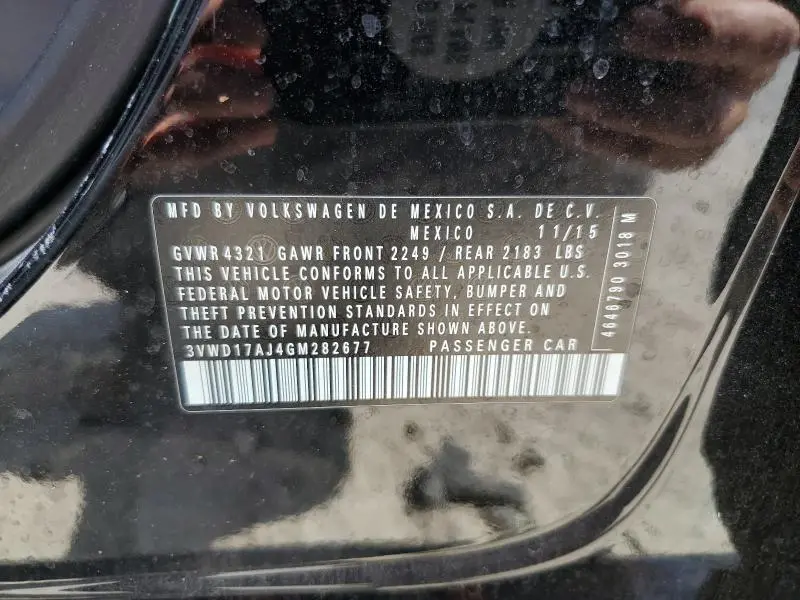 MFD BY VOLKSWAGEN DE MEXICO S.A. DE C.V.
MEXICO 11/15
GVWR 4321 GAWR FRONT 2249 / REAR 2183 LBS
THIS VEHICLE CONFORMS TO ALL APPLICABLE U.S.
FEDERAL MOTOR VEHICLE SAFETY, BUMPER AND
THEFT PREVENTION STANDARDS IN EFFECT ON
THE DATE OF MANUFACTURE SHOWN ABOVE.
3VWD17AJ4GM282677 PASSENGER CAR
4646790 3018 M